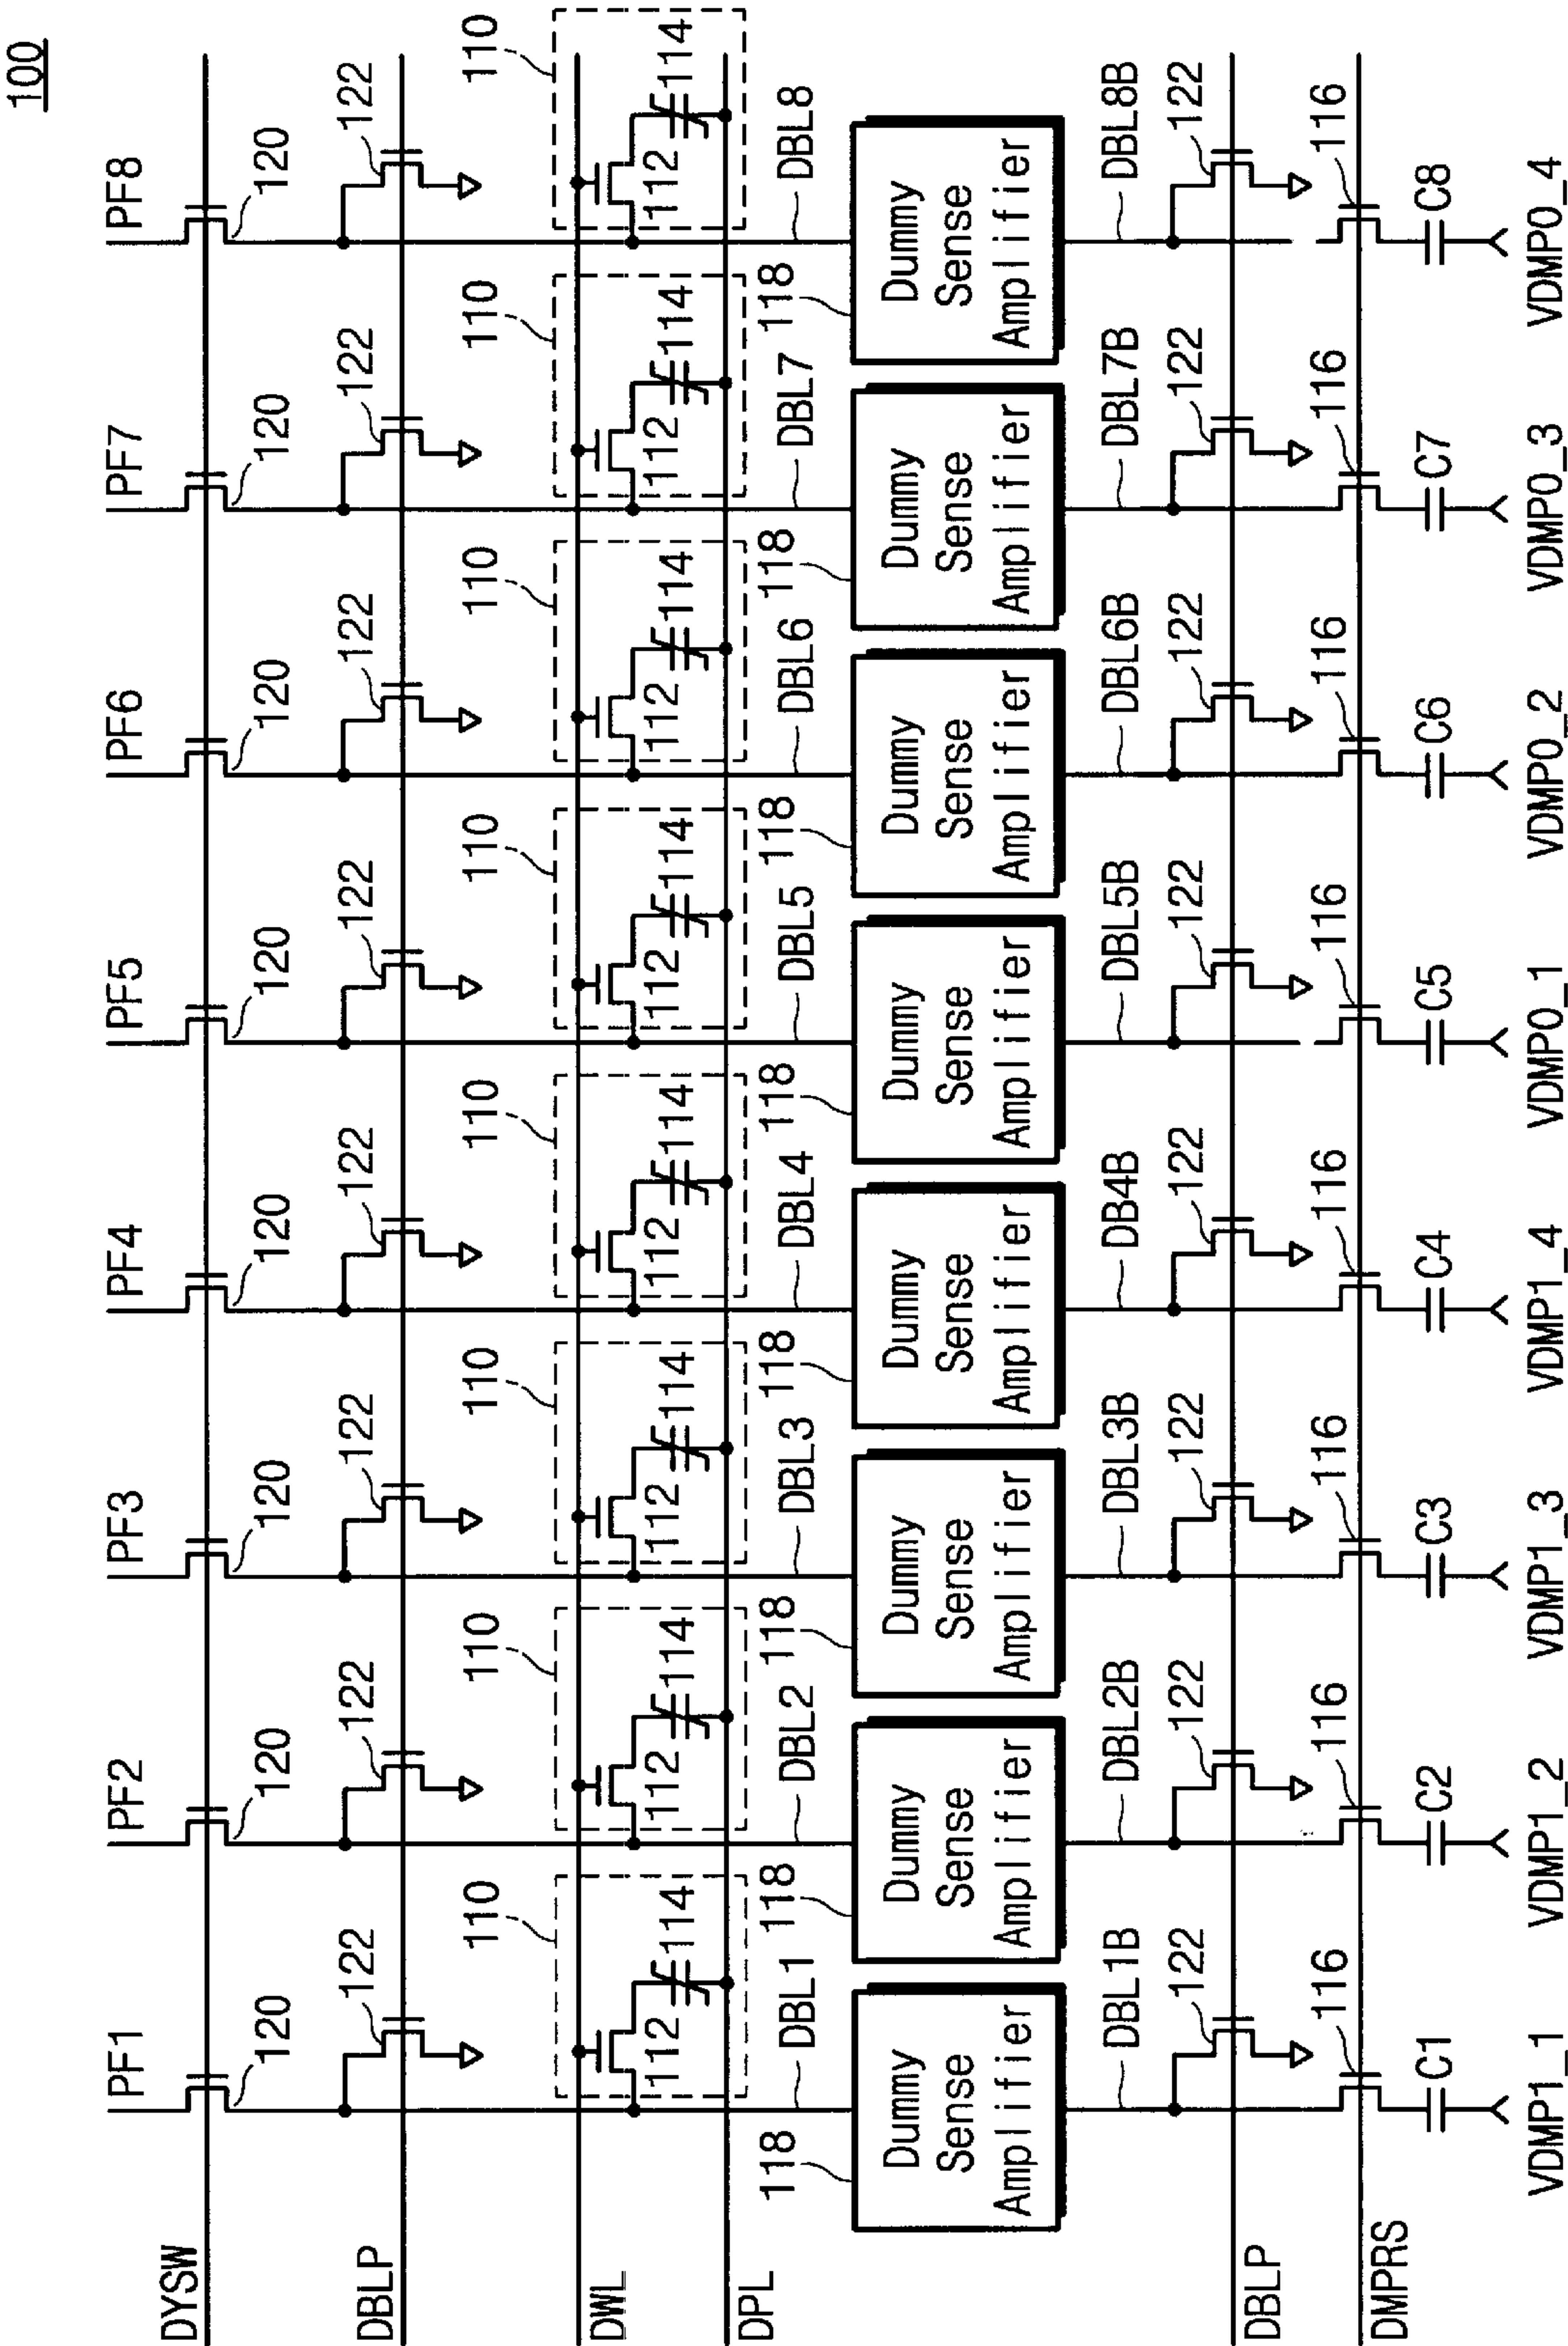 100
PF1 PF2 PF3 PF4 PF5 PF6 PF7 PF8
DYSW
120 120 120 120 120 120 120 120
122 122 122 122 122 122 122 122
DBLP
110 110 110 110 110 110 110 110
DWL
112 114 112 114 112 114 112 114 112 114 112 114 112 114 112 114
DPL
118 DBL1 118 DBL2 118 DBL3 118 DBL4 118 DBL5 118 DBL6 118 DBL7 118 DBL8
Dummy Dummy Dummy Dummy Dummy Dummy Dummy Dummy
Sense Sense Sense Sense Sense Sense Sense Sense
Amplifier Amplifier Amplifier Amplifier Amplifier Amplifier Amplifier Amplifier
DBL1B DBL2B DBL3B DB4B DBL5B DBL6B DBL7B DBL8B
122 122 122 122 122 122 122 122
DBLP
116 116 116 116 116 116 116 116
DMPRS
C1 C2 C3 C4 C5 C6 C7 C8
VDMP1_1 VDMP1_2 VDMP1_3 VDMP1_4 VDMP0_1 VDMP0_2 VDMP0_3 VDMP0_4